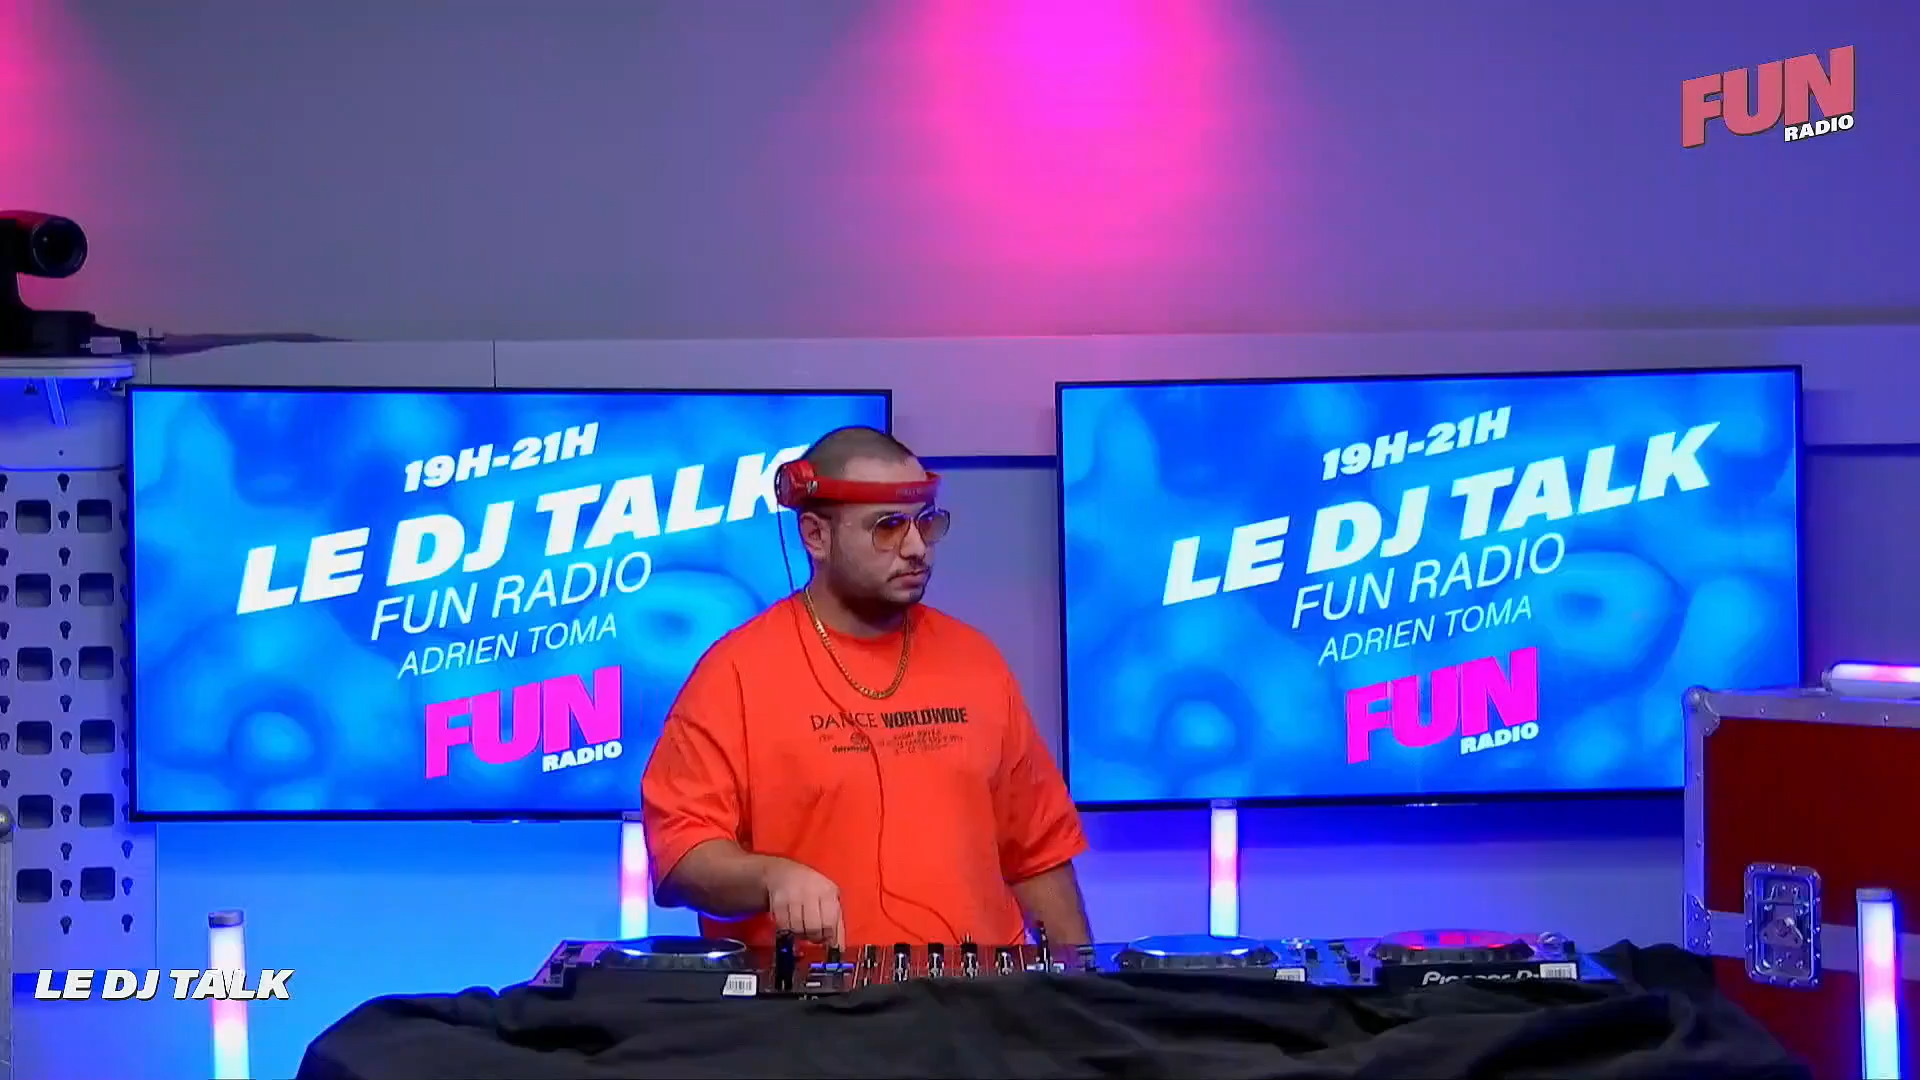 FUN
RADIO
19H-21H
LE DJ TALK
FUN RADIO
ADRIEN TOMA
FUN
RADIO
19H-21H
LE DJ TALK
FUN RADIO
ADRIEN TOMA
FUN
RADIO
DANCE WORLDWIDE
LE DJ TALK